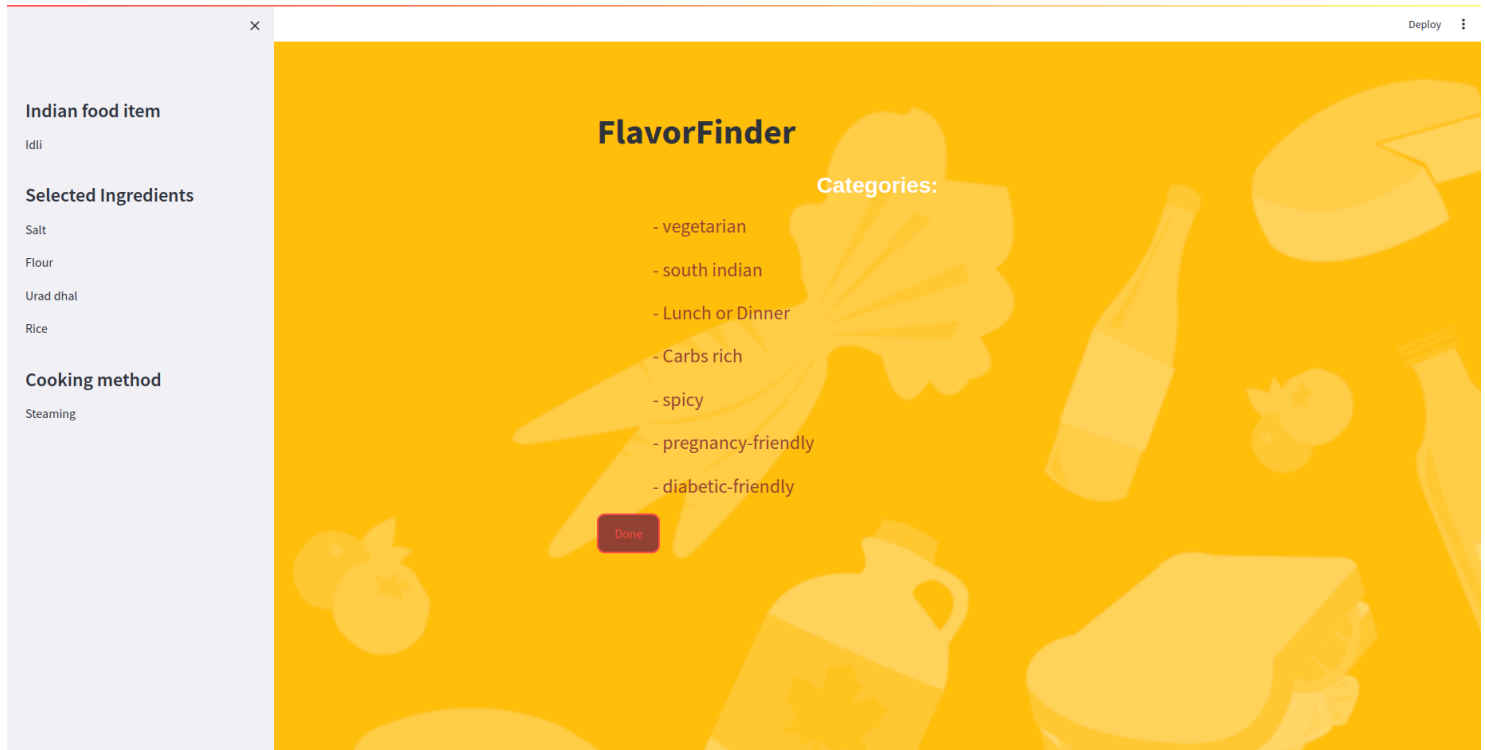 Deploy
Indian food item
Idli
Selected Ingredients
Salt
Flour
Urad dhal
Rice
Cooking method
Steaming
FlavorFinder
Categories:
- vegetarian
- south indian
- Lunch or Dinner
- Carbs rich
- spicy
- pregnancy-friendly
- diabetic-friendly
Done